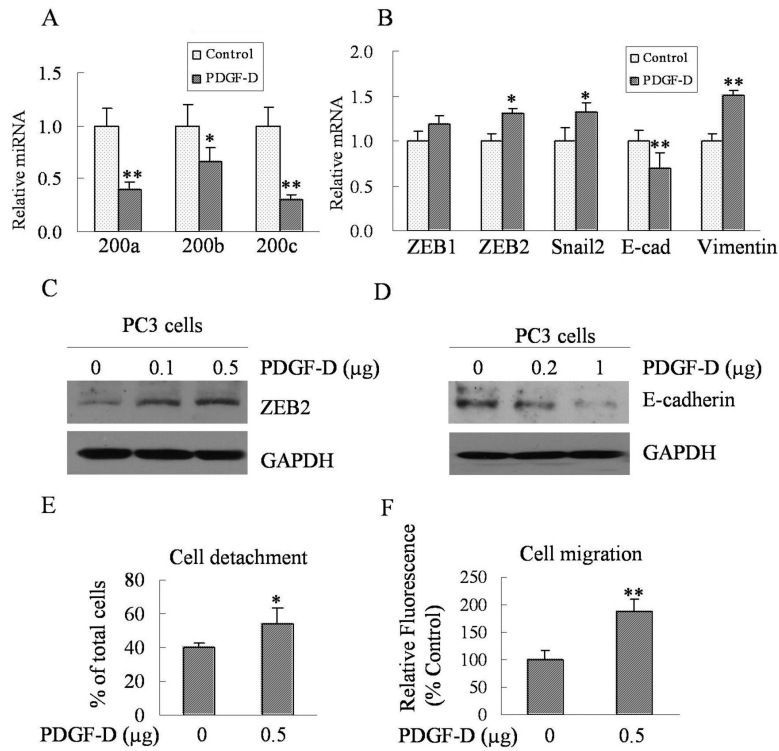 A
Control
PDGF-D
Relative miRNA
1.5
1.0
0.5
0.0
**
*
**
200a 200b 200c
B
Control
PDGF-D
Relative mRNA
2.0
1.5
1.0
0.5
0.0
*
*
**
**
ZEB1 ZEB2 Snail2 E-cad Vimentin
C
PC3 cells
0 0.1 0.5 PDGF-D (μg)
ZEB2
GAPDH
D
PC3 cells
0 0.2 1 PDGF-D (μg)
E-cadherin
GAPDH
E
Cell detachment
% of total cells
80
60
40
20
0
*
PDGF-D (μg) 0 0.5
F
Cell migration
Relative Fluorescence
(% Control)
250
200
150
100
50
0
**
PDGF-D (μg) 0 0.5